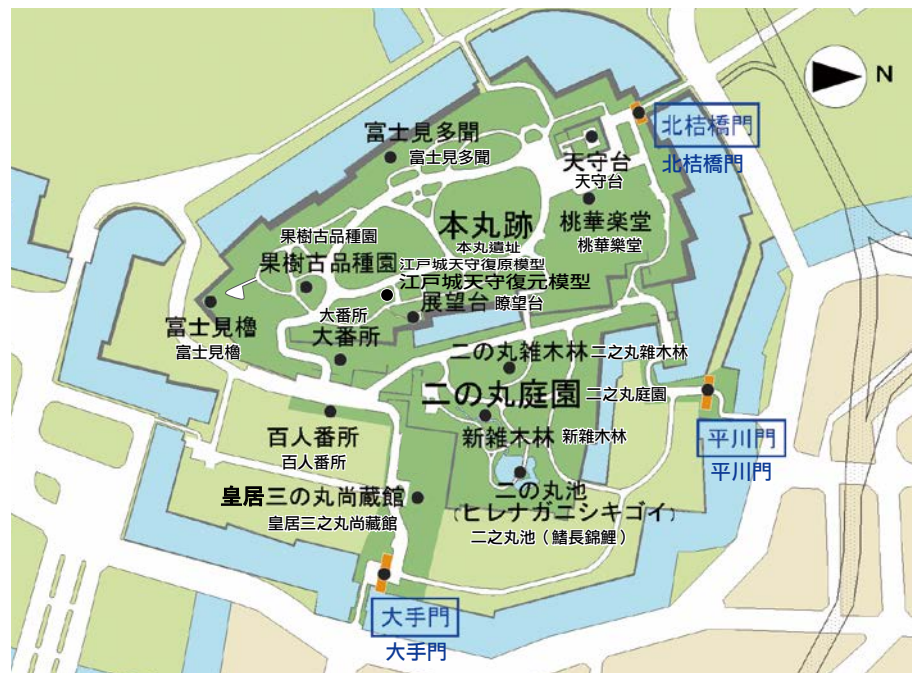 N
北桔橋門
北桔橋門
富士見多聞
富士見多聞
天守台
天守台
本丸跡
本丸遺址
桃華楽堂
桃華樂堂
果樹古品種園
果樹古品種園
江戸城天守復原模型
江戸城天守復元模型
展望台 瞭望台
富士見櫓
富士見櫓
大番所
大番所
二の丸雑木林 二之丸雜木林
二の丸庭園 二之丸庭園
新雑木林 新雜木林
百人番所
百人番所
平川門
平川門
二の丸池
(ヒレナガニシキゴイ)
二之丸池（鰭長錦鯉）
皇居三の丸尚蔵館
皇居三之丸尚藏館
大手門
大手門